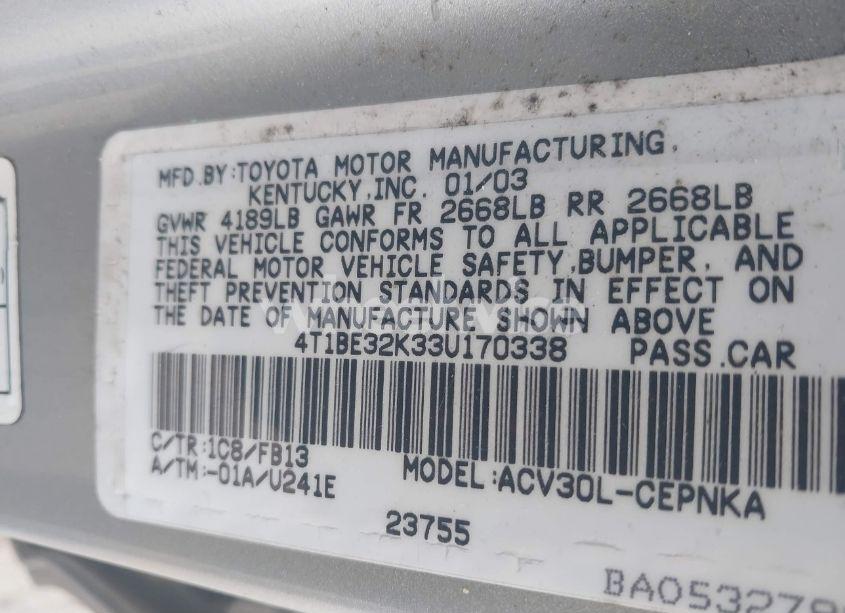 MFD.BY:TOYOTA MOTOR MANUFACTURING,
KENTUCKY,INC. 01/03
GVWR 4189LB GAWR FR 2668LB RR 2668LB
THIS VEHICLE CONFORMS TO ALL APPLICABLE
FEDERAL MOTOR VEHICLE SAFETY,BUMPER, AND
THEFT PREVENTION STANDARDS IN EFFECT ON
THE DATE OF MANUFACTURE SHOWN ABOVE
4T1BE32K33U170338 PASS.CAR
C/TR:1C8/FB13
A/TM:-01A/U241E
MODEL:ACV30L-CEPNKA
23755